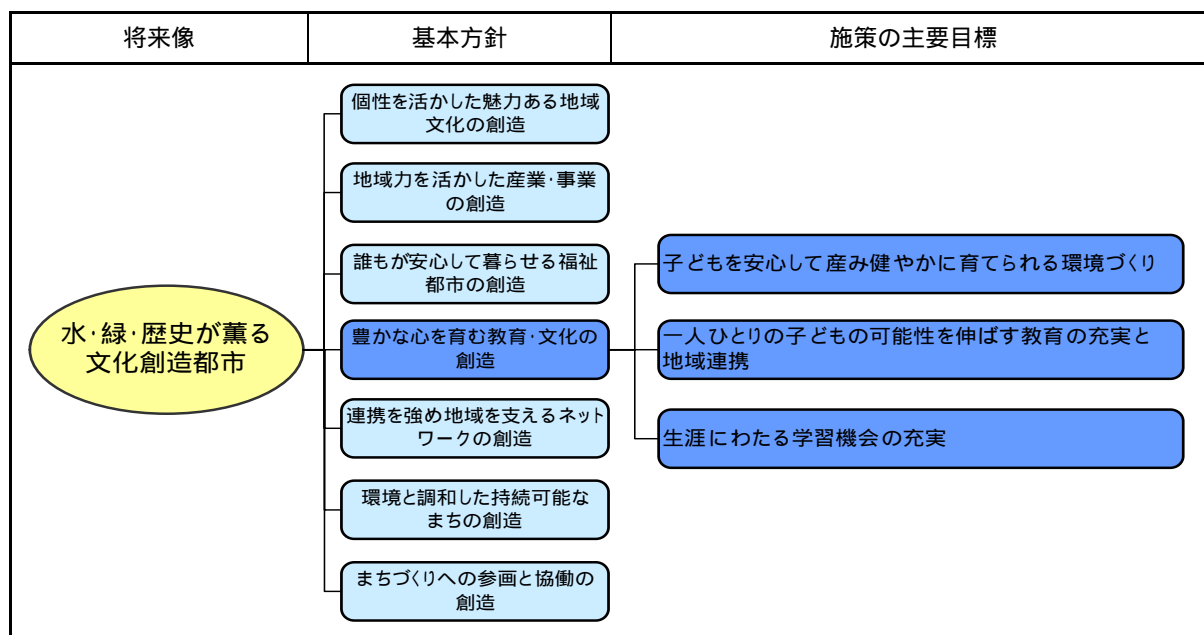 将来像
基本方針
施策の主要目標
水・緑・歴史が薫る
文化創造都市
個性を活かした魅力ある地域
文化の創造
地域力を活かした産業・事業
の創造
誰もが安心して暮らせる福祉
都市の創造
豊かな心を育む教育・文化の
創造
連携を強め地域を支えるネット
ワークの創造
環境と調和した持続可能な
まちの創造
まちづくりへの参画と協働の
創造
子どもを安心して産み健やかに育てられる環境づくり
一人ひとりの子どもの可能性を伸ばす教育の充実と
地域連携
生涯にわたる学習機会の充実